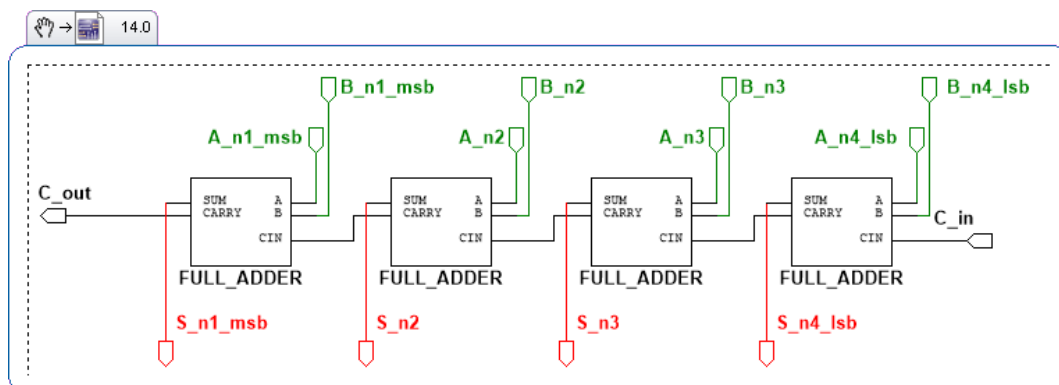 14.0
B_n1_msb B_n2 B_n3 B_n4_lsb
A_n1_msb A_n2 A_n3 A_n4_lsb
C_out SUM A SUM A SUM A SUM A
CARRY B CARRY B CARRY B CARRY B C_in
CIN CIN CIN CIN
FULL_ADDER FULL_ADDER FULL_ADDER FULL_ADDER
S_n1_msb S_n2 S_n3 S_n4_lsb